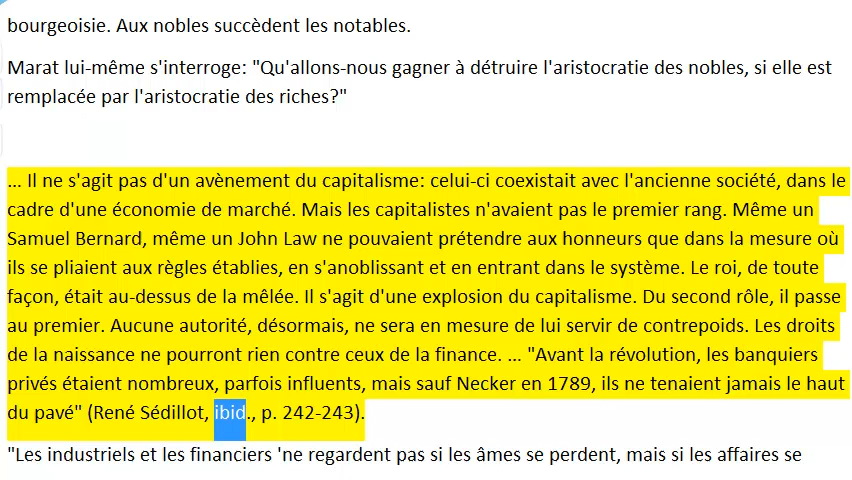 bourgeoisie. Aux nobles succèdent les notables.
Marat lui-même s'interroge: "Qu'allons-nous gagner à détruire l'aristocratie des nobles, si elle est
remplacée par l'aristocratie des riches?"
... Il ne s'agit pas d'un avènement du capitalisme: celui-ci coexistait avec l'ancienne société, dans le
cadre d'une économie de marché. Mais les capitalistes n'avaient pas le premier rang. Même un
Samuel Bernard, même un John Law ne pouvaient prétendre aux honneurs que dans la mesure où
ils se pliaient aux règles établies, en s'anoblissant et en entrant dans le système. Le roi, de toute
façon, était au-dessus de la mêlée. Il s'agit d'une explosion du capitalisme. Du second rôle, il passe
au premier. Aucune autorité, désormais, ne sera en mesure de lui servir de contrepoids. Les droits
de la naissance ne pourront rien contre ceux de la finance. ... "Avant la révolution, les banquiers
privés étaient nombreux, parfois influents, mais sauf Necker en 1789, ils ne tenaient jamais le haut
du pavé" (René Sédillot, ibid., p. 242-243).
"Les industriels et les financiers 'ne regardent pas si les âmes se perdent, mais si les affaires se